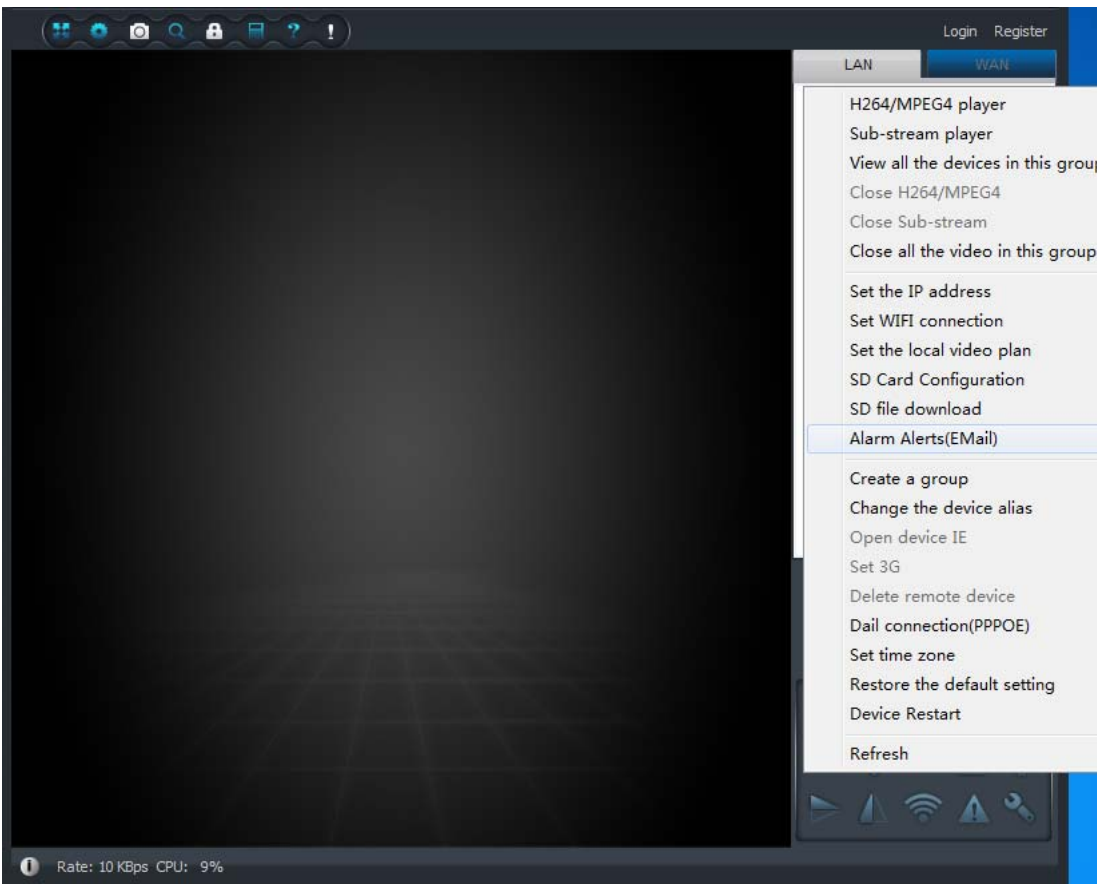 Login Register
LAN WAN
H264/MPEG4 player
Sub-stream player
View all the devices in this group
Close H264/MPEG4
Close Sub-stream
Close all the video in this group
Set the IP address
Set WIFI connection
Set the local video plan
SD Card Configuration
SD file download
Alarm Alerts(EMail)
Create a group
Change the device alias
Open device IE
Set 3G
Delete remote device
Dail connection(PPPOE)
Set time zone
Restore the default setting
Device Restart
Refresh
Rate: 10 KBps CPU: 9%